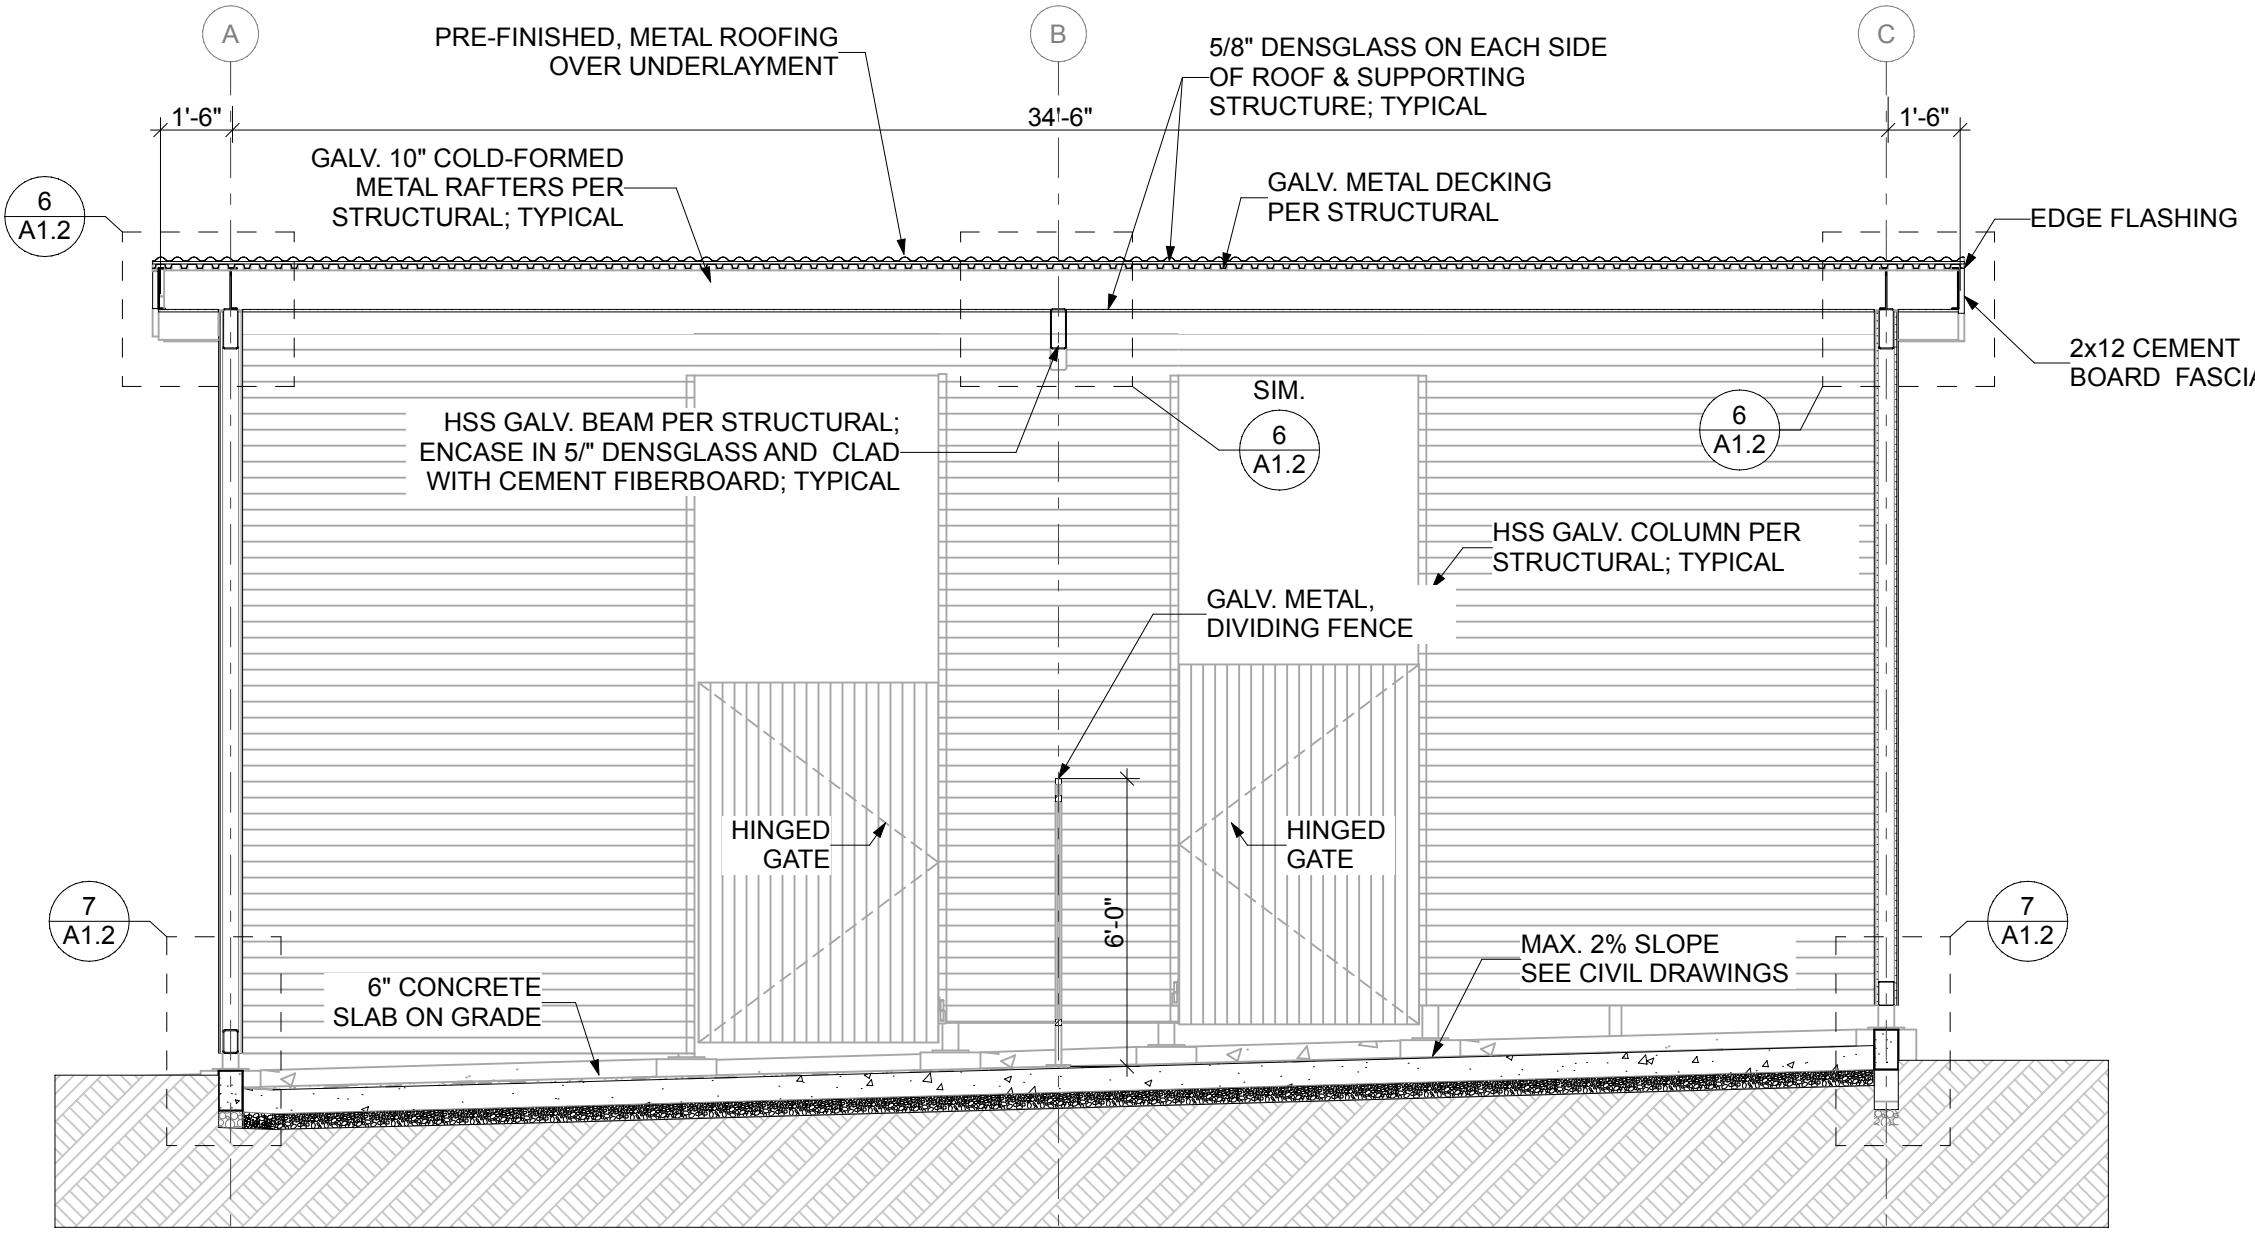 A
B
C
PRE-FINISHED, METAL ROOFING
OVER UNDERLAYMENT
5/8" DENSGLASS ON EACH SIDE
OF ROOF & SUPPORTING
STRUCTURE; TYPICAL
1'-6"
34'-6"
1'-6"
GALV. 10" COLD-FORMED
METAL RAFTERS PER
STRUCTURAL; TYPICAL
GALV. METAL DECKING
PER STRUCTURAL
6
A1.2
EDGE FLASHING
2x12 CEMENT
BOARD FASCIA
SIM.
6
A1.2
6
A1.2
HSS GALV. BEAM PER STRUCTURAL;
ENCASE IN 5/" DENSGLASS AND CLAD
WITH CEMENT FIBERBOARD; TYPICAL
HSS GALV. COLUMN PER
STRUCTURAL; TYPICAL
GALV. METAL,
DIVIDING FENCE
HINGED
GATE
HINGED
GATE
6'-0"
7
A1.2
7
A1.2
MAX. 2% SLOPE
SEE CIVIL DRAWINGS
6" CONCRETE
SLAB ON GRADE